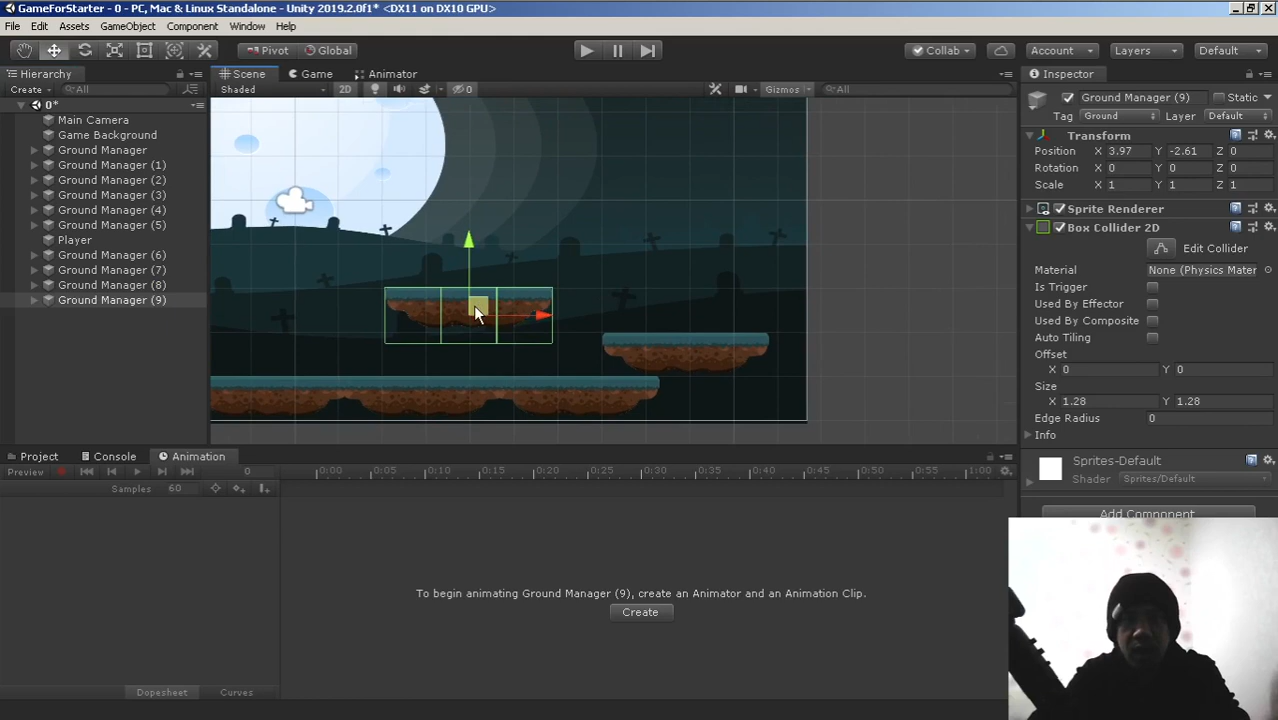 GameForStarter - 0 - PC, Mac & Linux Standalone - Unity 2019.2.0f1* <DX11 on DX10 GPU>
File Edit Assets GameObject Component Window Help
Pivot Global Collab Account Layers Default
Hierarchy Scene Game Animator Inspector
Create All Shaded 2D 0 Gizmos All
0*
Main Camera
Game Background
Ground Manager
Ground Manager (1)
Ground Manager (2)
Ground Manager (3)
Ground Manager (4)
Ground Manager (5)
Player
Ground Manager (6)
Ground Manager (7)
Ground Manager (8)
Ground Manager (9)
Ground Manager (9) Static
Tag Ground Layer Default
Transform
Position X 3.97 Y -2.61 Z 0
Rotation X 0 Y 0 Z 0
Scale X 1 Y 1 Z 1
Sprite Renderer
Box Collider 2D
Edit Collider
Material None (Physics Mater
Is Trigger
Used By Effector
Used By Composite
Auto Tiling
Offset
X 0 Y 0
Size
X 1.28 Y 1.28
Edge Radius 0
Info
Sprites-Default
Shader Sprites/Default
Add Component
Project Console Animation
Preview 0 0:00 0:05 0:10 0:15 0:20 0:25 0:30 0:35 0:40 0:45 0:50 0:55 1:00
Samples 60
To begin animating Ground Manager (9), create an Animator and an Animation Clip.
Create
Dopesheet Curves